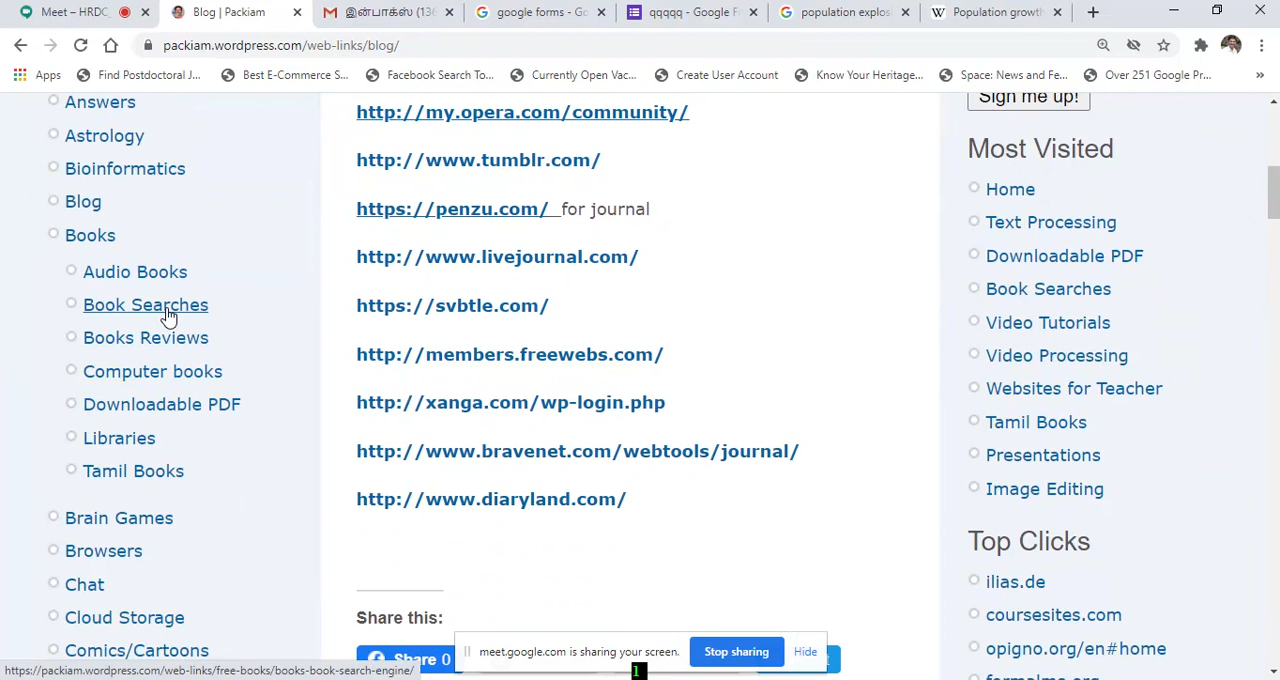 Meet – HRDC
Blog | Packiam
இன்பாக்ஸ் (136
google forms - Go
qqqqq - Google F
population explos
Population growth
packiam.wordpress.com/web-links/blog/
Apps
Find Postdoctoral J...
Best E-Commerce S...
Facebook Search To...
Currently Open Vac...
Create User Account
Know Your Heritage...
Space: News and Fe...
Over 251 Google Pr...
»
Answers
Astrology
Bioinformatics
Blog
Books
Audio Books
Book Searches
Books Reviews
Computer books
Downloadable PDF
Libraries
Tamil Books
Brain Games
Browsers
Chat
Cloud Storage
Comics/Cartoons
http://my.opera.com/community/
http://www.tumblr.com/
https://penzu.com/ for journal
http://www.livejournal.com/
https://svbtle.com/
http://members.freewebs.com/
http://xanga.com/wp-login.php
http://www.bravenet.com/webtools/journal/
http://www.diaryland.com/
Share this:
Share 0
Sign me up!
Most Visited
Home
Text Processing
Downloadable PDF
Book Searches
Video Tutorials
Video Processing
Websites for Teacher
Tamil Books
Presentations
Image Editing
Top Clicks
ilias.de
coursesites.com
opigno.org/en#home
formalms.org
meet.google.com is sharing your screen.
Stop sharing
Hide
1
https://packiam.wordpress.com/web-links/free-books/books-book-search-engine/